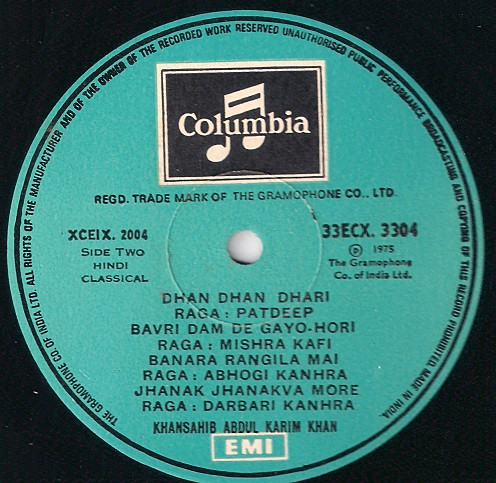 THE GRAMOPHONE CO. OF INDIA LTD. ALL RIGHTS OF THE MANUFACTURER AND OF THE OWNER OF THE RECORDED WORK RESERVED UNAUTHORISED PUBLIC PERFORMANCE BROADCASTING AND COPYING OF THIS RECORD PROHIBITED MADE IN INDIA.
Columbia
REGD. TRADE MARK OF THE GRAMOPHONE CO., LTD.
XCEIX. 2004
SIDE TWO
HINDI
CLASSICAL
33ECX. 3304
℗ 1975
The Gramophone
Co. of India Ltd.
DHAN DHAN DHARI
RAGA : PATDEEP
BAVRI DAM DE GAYO-HORI
RAGA : MISHRA KAFI
BANARA RANGILA MAI
RAGA : ABHOGI KANHRA
JHANAK JHANAKVA MORE
RAGA : DARBARI KANHRA
KHANSAHIB ABDUL KARIM KHAN
EMI